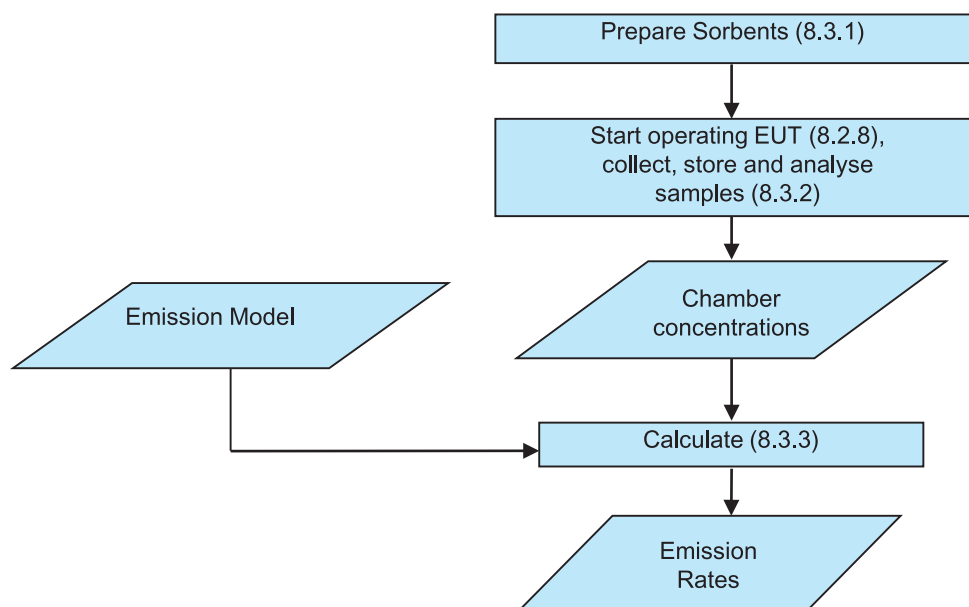 Prepare Sorbents (8.3.1)
Start operating EUT (8.2.8),
collect, store and analyse
samples (8.3.2)
Emission Model
Chamber
concentrations
Calculate (8.3.3)
Emission
Rates